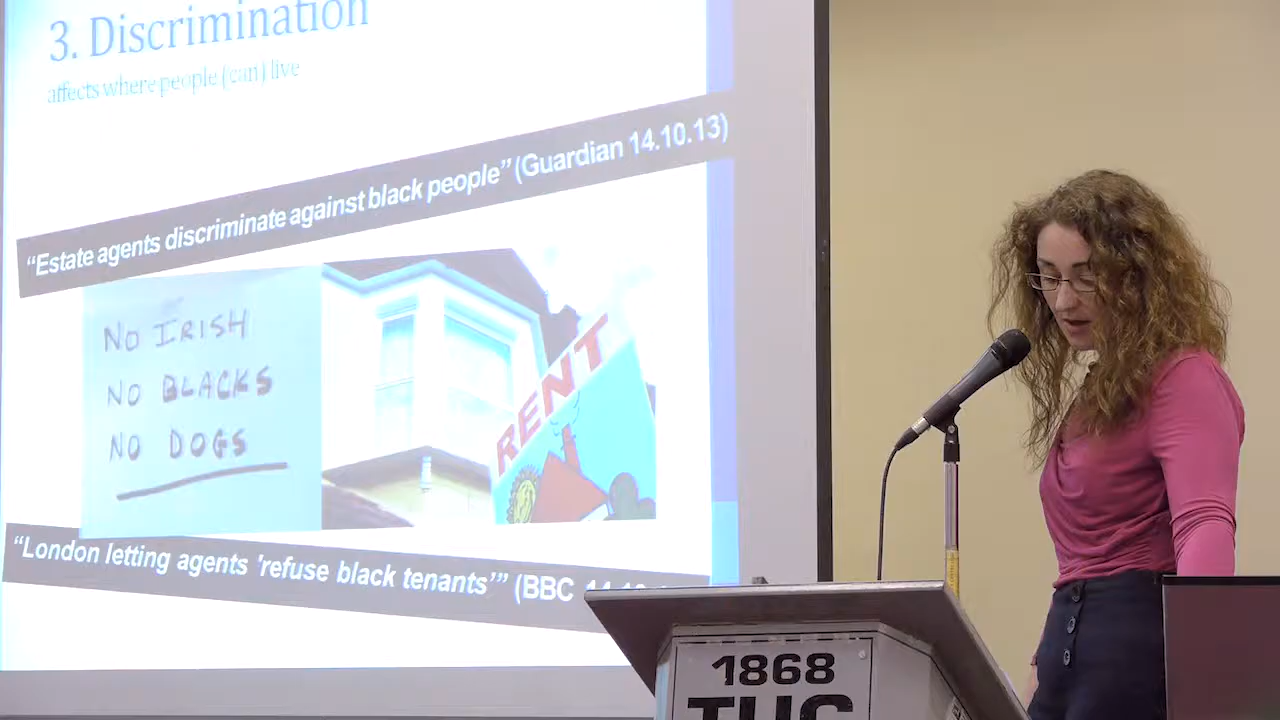 3. Discrimination
affects where people (can) live
“Estate agents discriminate against black people” (Guardian 14.10.13)
NO IRISH
NO BLACKS
NO DOGS
RENT
“London letting agents 'refuse black tenants'” (BBC
1868
TUC